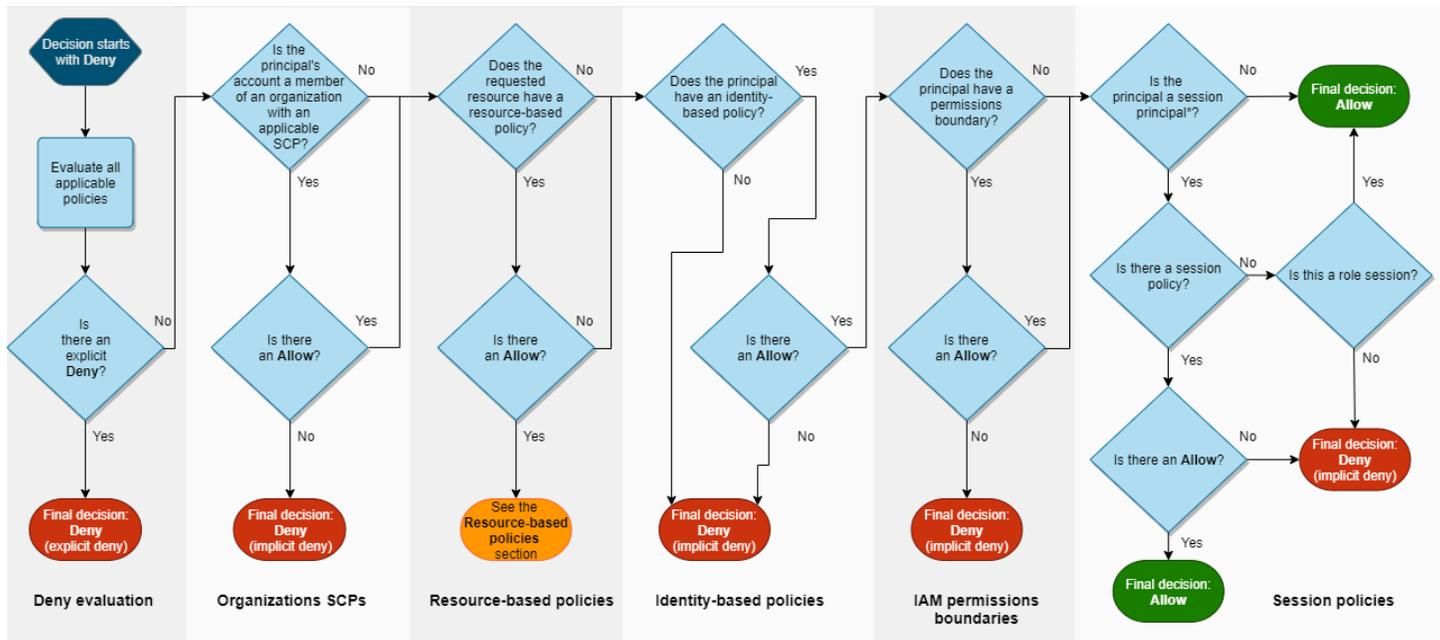 Decision starts
with Deny
Evaluate all
applicable
policies
Is
there an
explicit
Deny?
No
Yes
Final decision:
Deny
(explicit deny)
Deny evaluation
Is the
principal's
account a member
of an organization
with an
applicable
SCP?
No
Yes
Is there
an Allow?
Yes
No
Final decision:
Deny
(implicit deny)
Organizations SCPs
Does the
requested
resource have a
resource-based
policy?
No
Yes
Is there
an Allow?
No
Yes
See the
Resource-based
policies
section
Resource-based policies
Does the principal
have an identity-
based policy?
Yes
No
Is there
an Allow?
Yes
No
Final decision:
Deny
(implicit deny)
Identity-based policies
Does the
principal have a
permissions
boundary?
No
Yes
Is there
an Allow?
Yes
No
Final decision:
Deny
(implicit deny)
IAM permissions
boundaries
Is the
principal a session
principal*?
No
Final decision:
Allow
Yes
Yes
Is there a session
policy?
No
Is this a role session?
Yes
No
Is there an Allow?
No
Final decision:
Deny
(implicit deny)
Yes
Final decision:
Allow
Session policies